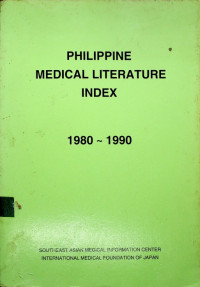 PHILIPPINE
MEDICAL LITERATURE
INDEX
1980 ~ 1990
SOUTHEAST ASIAN MEDICAL INFORMATION CENTER
INTERNATIONAL MEDICAL FOUNDATION OF JAPAN